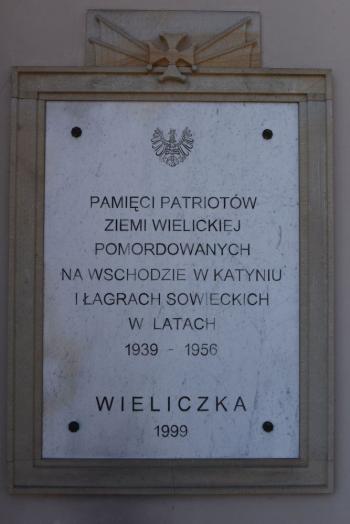 PAMIĘCI PATRIOTÓW
ZIEMI WIELICKIEJ
POMORDOWANYCH
NA WSCHODZIE W KATYNIU
I ŁAGRACH SOWIECKICH
W LATACH
1939 - 1956
WIELICZKA
1999